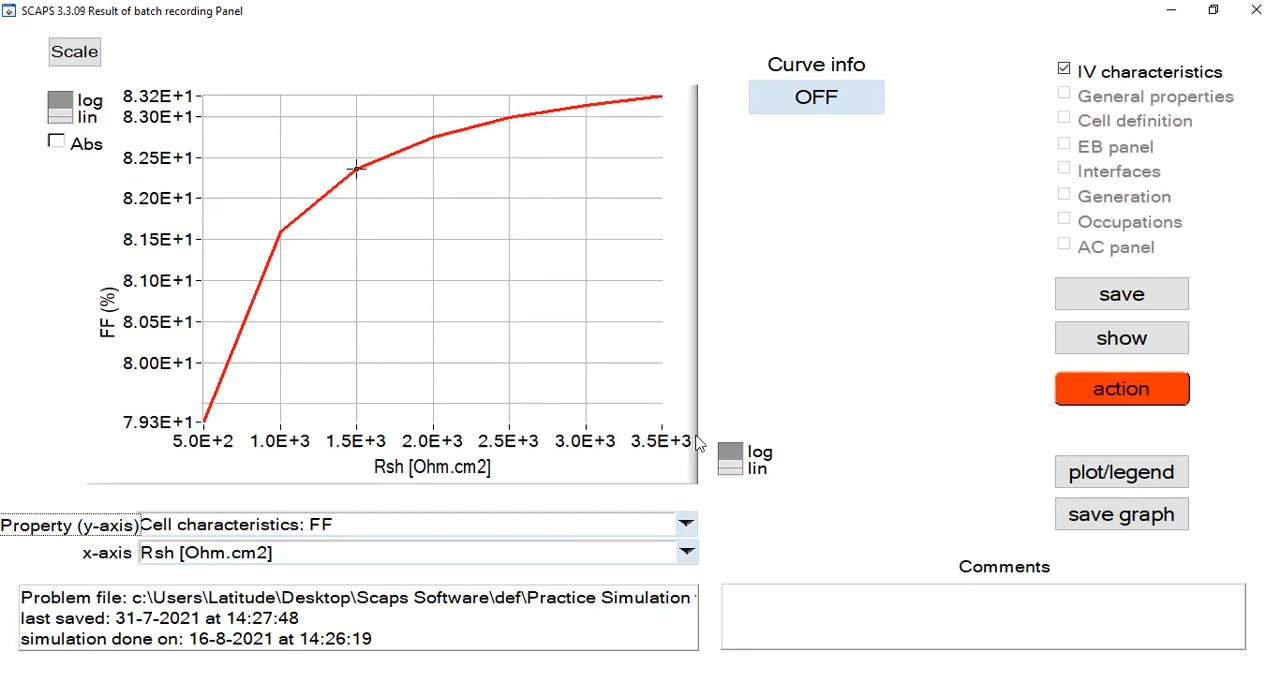 SCAPS 3.3.09 Result of batch recording Panel
Scale
log
lin
Abs
8.32E+1
8.30E+1
8.25E+1
8.20E+1
8.15E+1
8.10E+1
8.05E+1
8.00E+1
7.93E+1
FF (%)
5.0E+2 1.0E+3 1.5E+3 2.0E+3 2.5E+3 3.0E+3 3.5E+3
Rsh [Ohm.cm2]
log
lin
Curve info
OFF
IV characteristics
General properties
Cell definition
EB panel
Interfaces
Generation
Occupations
AC panel
save
show
action
plot/legend
save graph
Property (y-axis) Cell characteristics: FF
x-axis Rsh [Ohm.cm2]
Problem file: c:\Users\Latitude\Desktop\Scaps Software\def\Practice Simulation
last saved: 31-7-2021 at 14:27:48
simulation done on: 16-8-2021 at 14:26:19
Comments